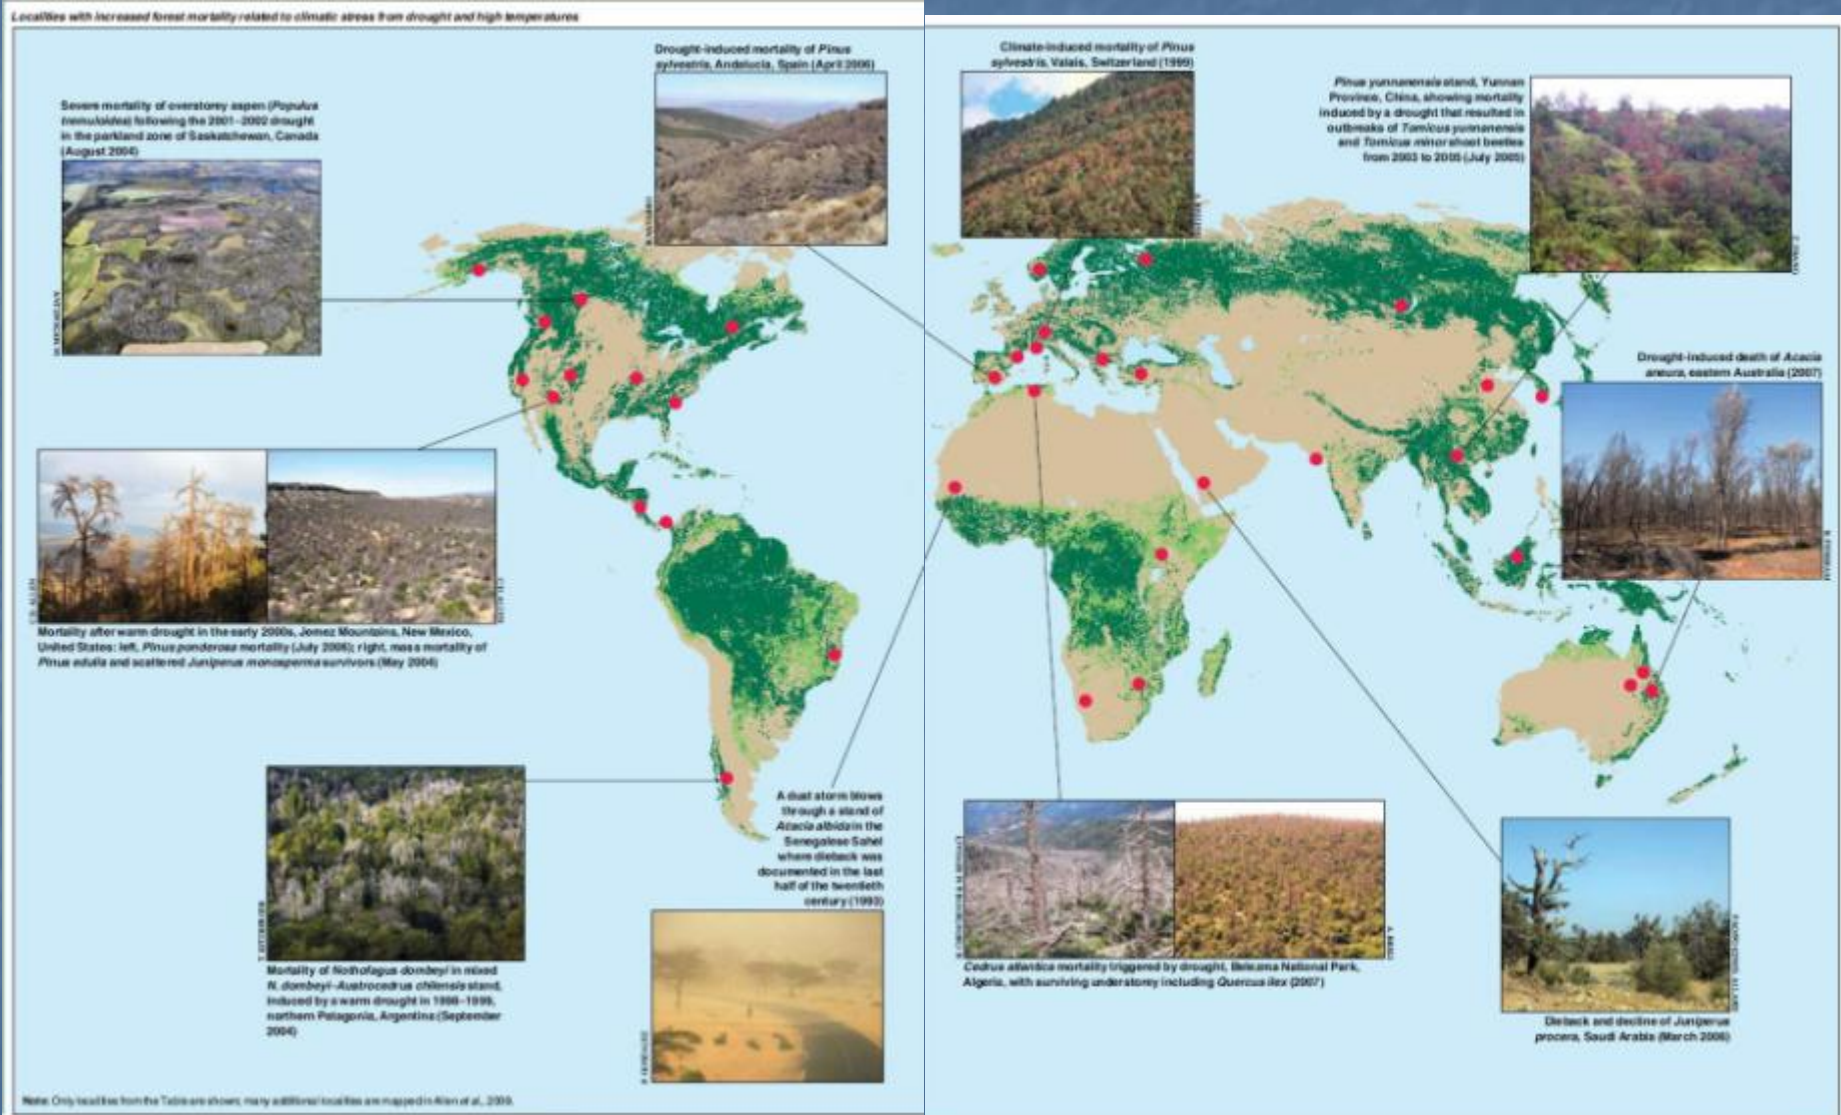 Localities with increased forest mortality related to climatic stress from drought and high temperatures
Severe mortality of overstorey aspen (Populus
tremuloides) following the 2001–2002 drought
in the parkland zone of Saskatchewan, Canada
(August 2004)
Drought-induced mortality of Pinus
sylvestris, Andalucia, Spain (April 2006)
Mortality after warm drought in the early 2000s, Jemez Mountains, New Mexico,
United States: left, Pinus ponderosa mortality (July 2006); right, mass mortality of
Pinus edulis and scattered Juniperus monosperma survivors (May 2004)
Mortality of Nothofagus dombeyi in mixed
N. dombeyi–Austrocedrus chilensis stand,
induced by a warm drought in 1998–1999,
northern Patagonia, Argentina (September
2004)
A dust storm blows
through a stand of
Acacia albida in the
Senegalese Sahel
where dieback was
documented in the last
half of the twentieth
century (1993)
Note: Only localities from the Table are shown; many additional localities are mapped in Allen et al., 2009.
Climate-induced mortality of Pinus
sylvestris, Valais, Switzerland (1999)
Pinus yunnanensis stand, Yunnan
Province, China, showing mortality
induced by a drought that resulted in
outbreaks of Tomicus yunnanensis
and Tomicus minor shoot beetles
from 2003 to 2005 (July 2005)
Drought-induced death of Acacia
aneura, eastern Australia (2007)
Cedrus atlantica mortality triggered by drought, Belezma National Park,
Algeria, with surviving understorey including Quercus ilex (2007)
Dieback and decline of Juniperus
procera, Saudi Arabia (March 2006)